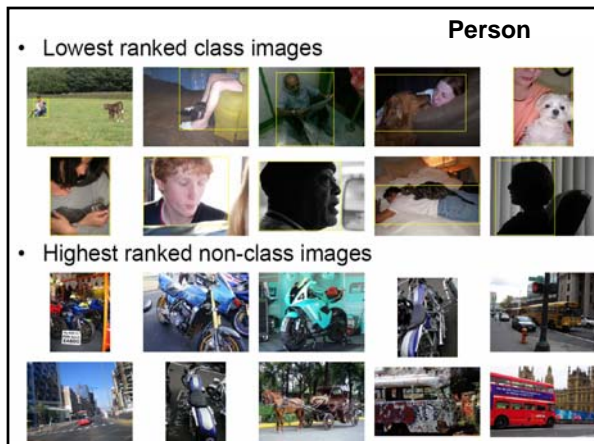 Person
• Lowest ranked class images
• Highest ranked non-class images